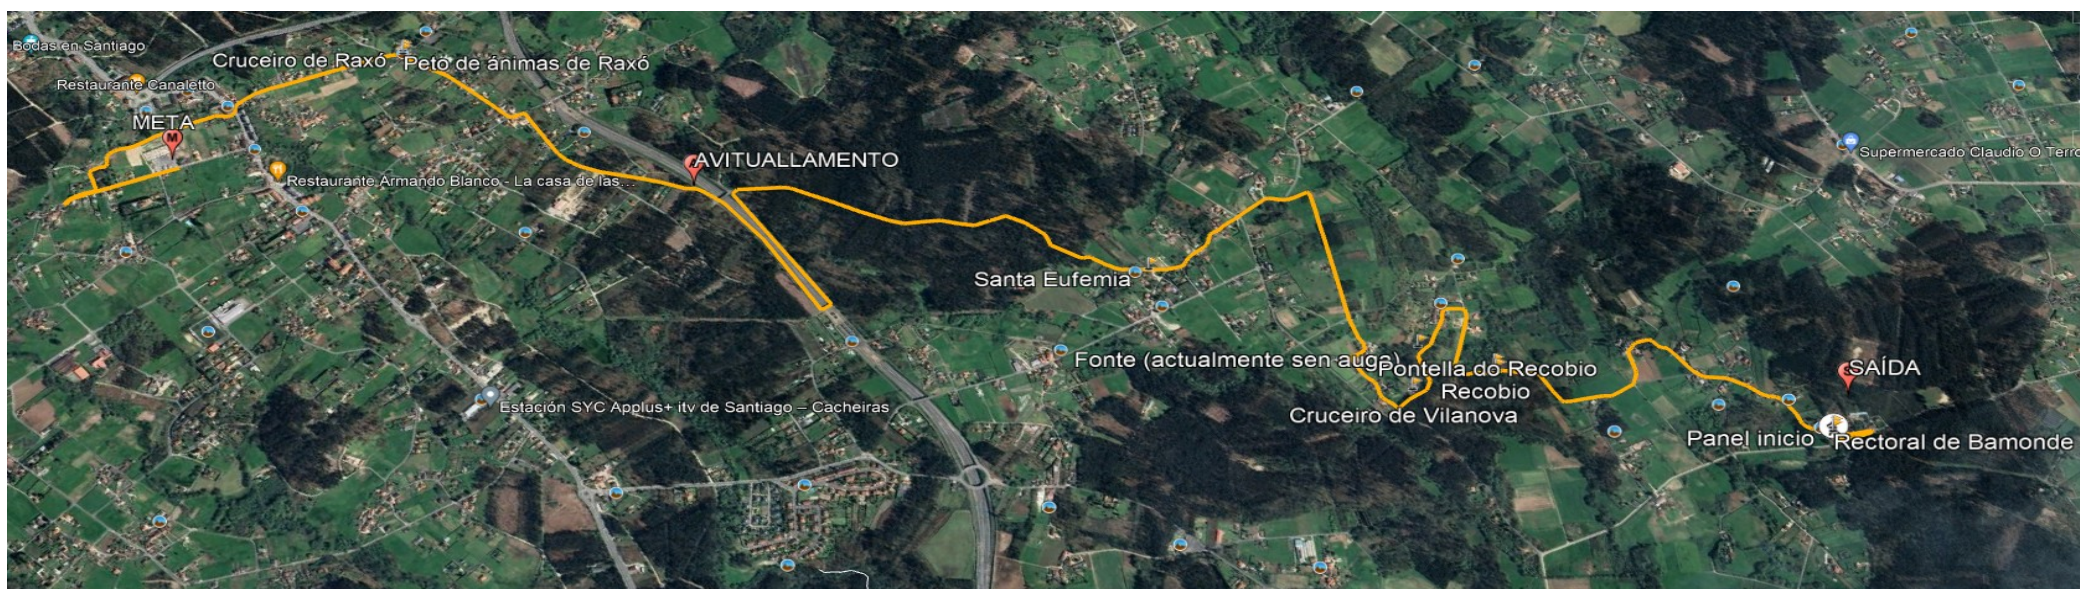 Bodas en Santiago
Cruceiro de Raxó
Peto de ánimas de Raxó
Restaurante Canaletto
META
M
AVITUALLAMENTO
Supermercado Claudio O Terro
Restaurante Armando Blanco - La casa de las...
Santa Eufemia
Fonte (actualmente sen auga)
Pontella do Recobio
SAÍDA
Recobio
Estación SYC Applus+ itv de Santiago – Cacheiras
Cruceiro de Vilanova
Panel inicio
Rectoral de Bamonde